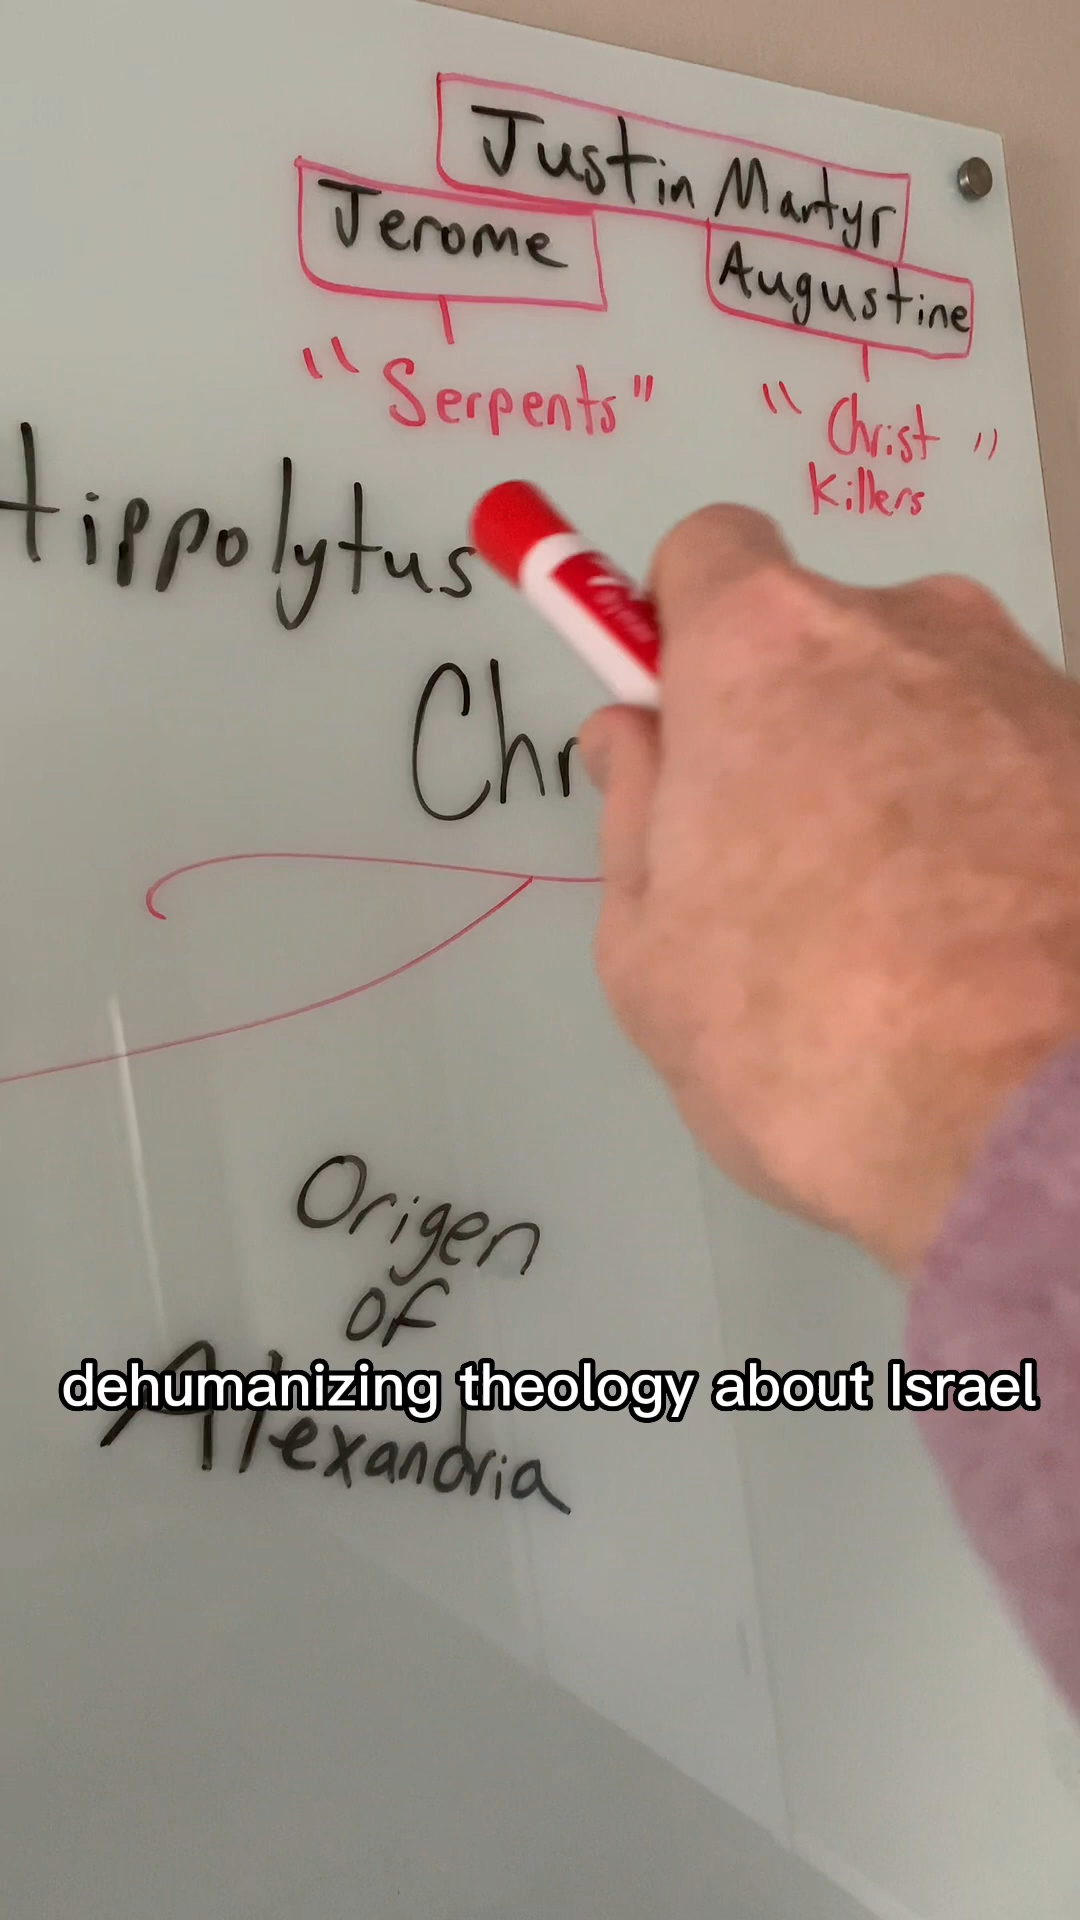 Justin Martyr
Jerome
Augustine
"Serpents"
"Christ
Killers"
Hippolytus
Chr
Origen
of
Alexandria
dehumanizing theology about Israel